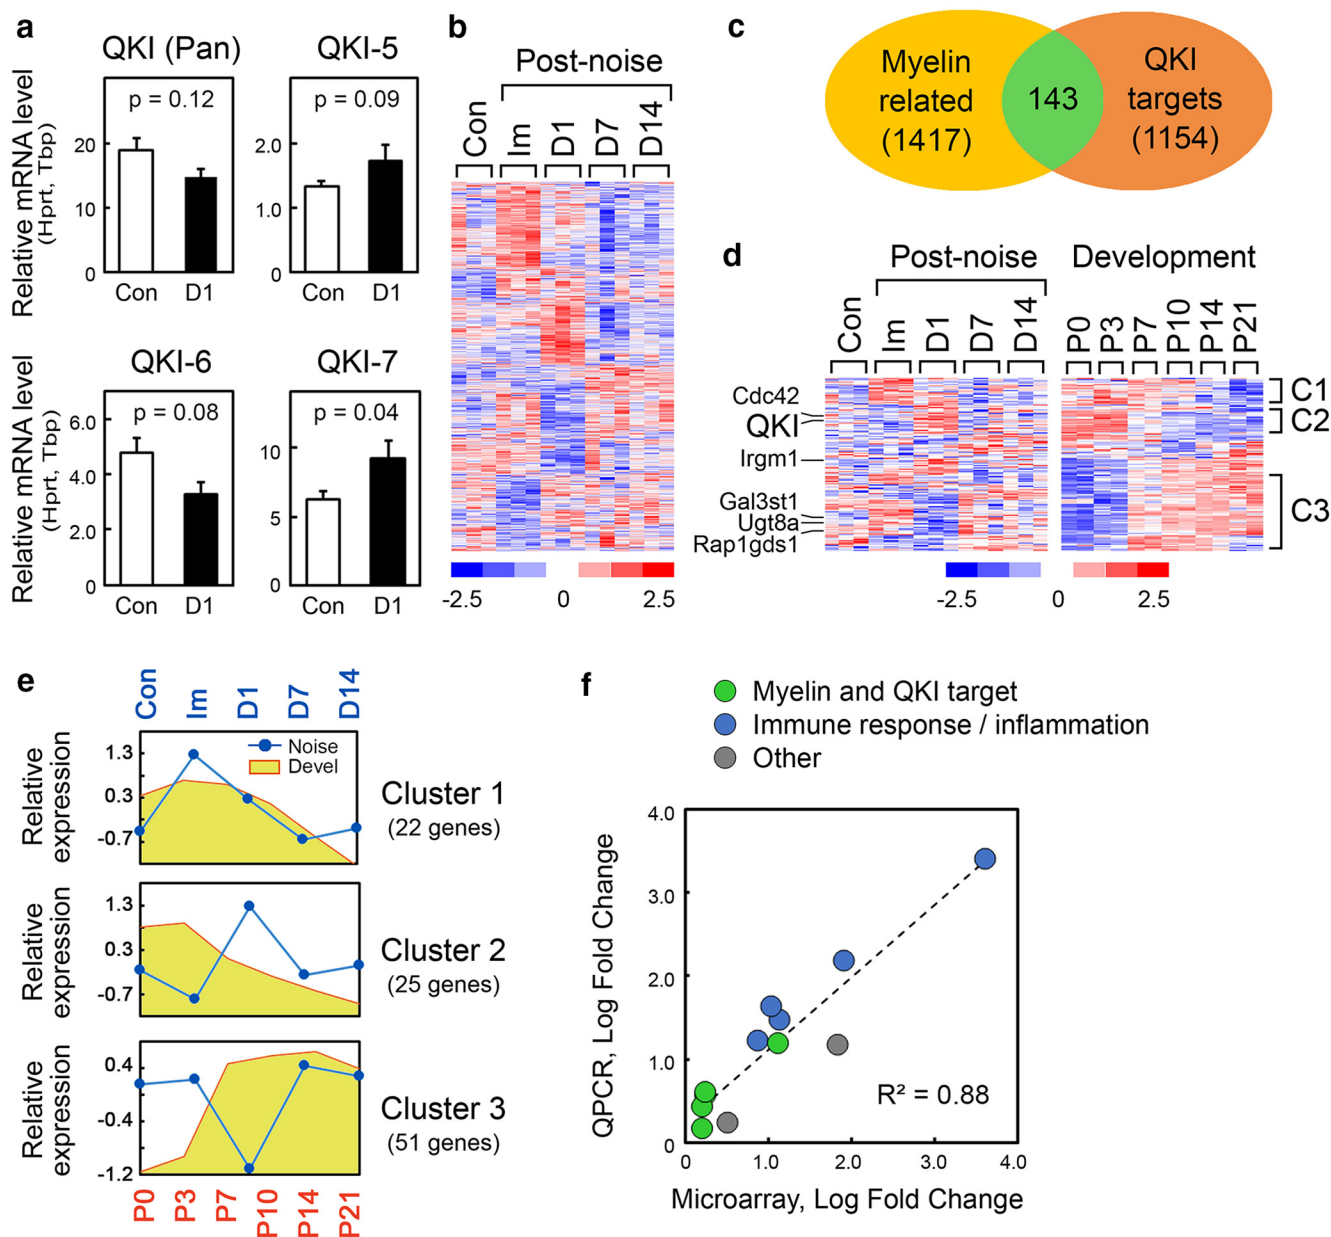 a
QKI (Pan)
p = 0.12
Relative mRNA level
(Hprt, Tbp)
20
10
0
Con
D1
QKI-5
p = 0.09
2.0
1.0
0
Con
D1
QKI-6
p = 0.08
Relative mRNA level
(Hprt, Tbp)
6.0
4.0
2.0
0
Con
D1
QKI-7
p = 0.04
10
5
0
Con
D1
b
Post-noise
Con
Im
D1
D7
D14
-2.5
0
2.5
c
Myelin
related
(1417)
143
QKI
targets
(1154)
d
Post-noise
Development
Con
Im
D1
D7
D14
P0
P3
P7
P10
P14
P21
Cdc42
QKI
Irgm1
Gal3st1
Ugt8a
Rap1gds1
C1
C2
C3
-2.5
0
2.5
e
Con
Im
D1
D7
D14
Relative
expression
1.3
0.3
-0.7
Noise
Devel
Cluster 1
(22 genes)
Relative
expression
1.3
0.3
-0.7
Cluster 2
(25 genes)
Relative
expression
0.4
-0.4
-1.2
Cluster 3
(51 genes)
P0
P3
P7
P10
P14
P21
f
Myelin and QKI target
Immune response / inflammation
Other
QPCR, Log Fold Change
4.0
3.0
2.0
1.0
0
R² = 0.88
0
1.0
2.0
3.0
4.0
Microarray, Log Fold Change